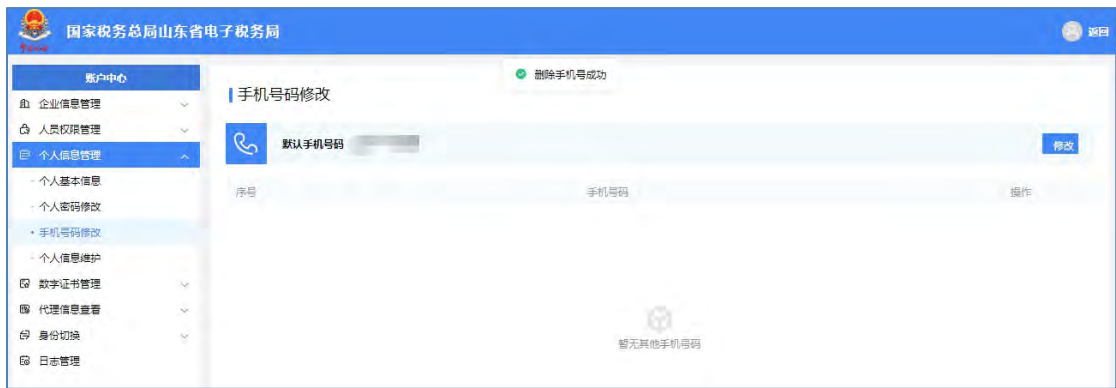 国家税务总局山东省电子税务局
返回
账户中心
企业信息管理
人员权限管理
个人信息管理
个人基本信息
个人密码修改
手机号码修改
个人信息维护
数字证书管理
代理信息查看
身份切换
日志管理
删除手机号成功
手机号码修改
默认手机号码
修改
序号 手机号码 操作
暂无其他手机号码